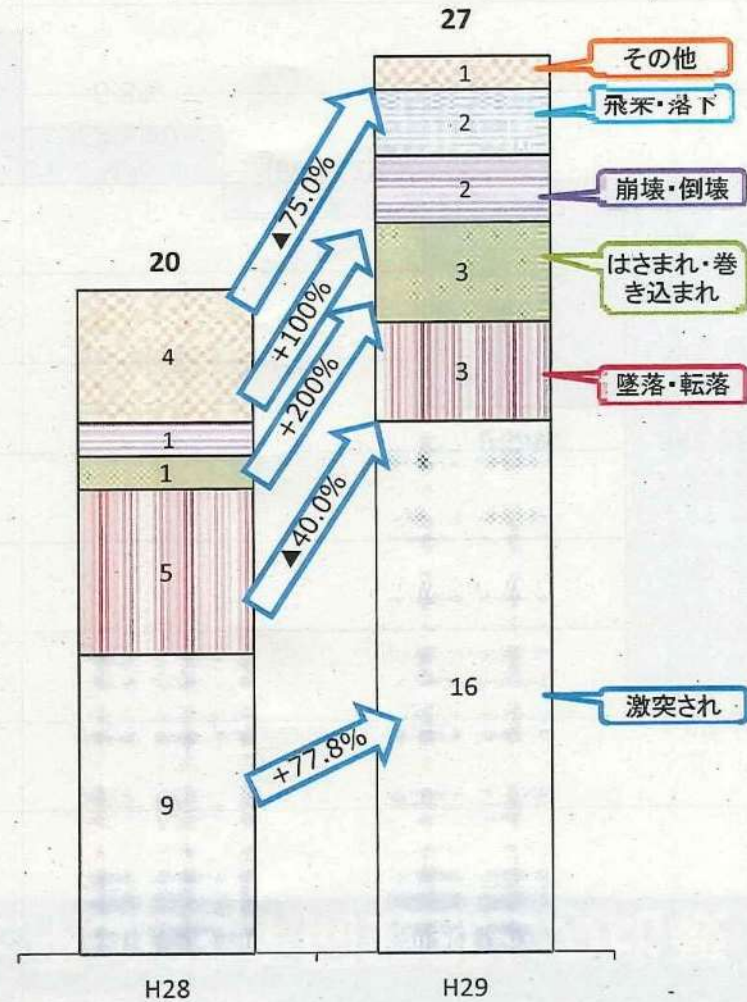 27
1
その他
2
飛来・落下
▲75.0%
2
崩壊・倒壊
20
+100%
3
はさまれ・巻
き込まれ
4
+200%
3
墜落・転落
1
1
▲40.0%
5
16
激突され
+77.8%
9
H28
H29